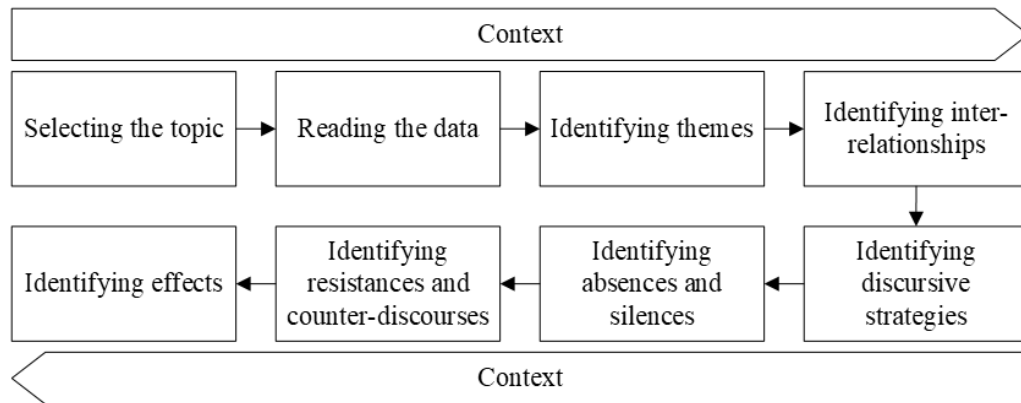 Context
Selecting the topic
Reading the data
Identifying themes
Identifying inter-
relationships
Identifying effects
Identifying
resistances and
counter-discourses
Identifying
absences and
silences
Identifying
discursive
strategies
Context